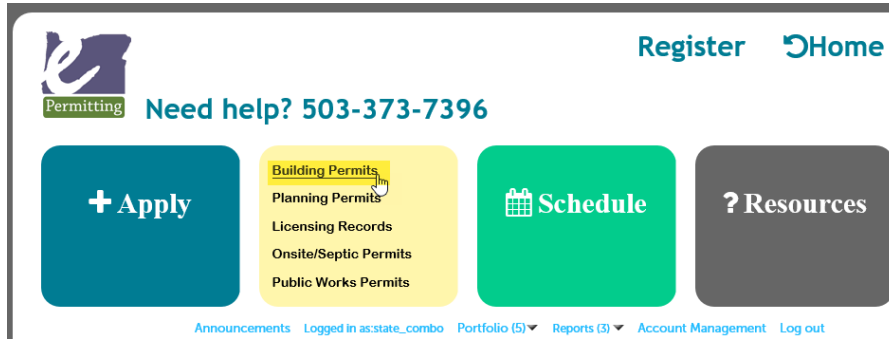 e
Permitting
Register Home
Need help? 503-373-7396
Apply
Building Permits
Planning Permits
Licensing Records
Onsite/Septic Permits
Public Works Permits
Schedule
? Resources
Announcements Logged in as:state_combo Portfolio (5) Reports (3) Account Management Log out